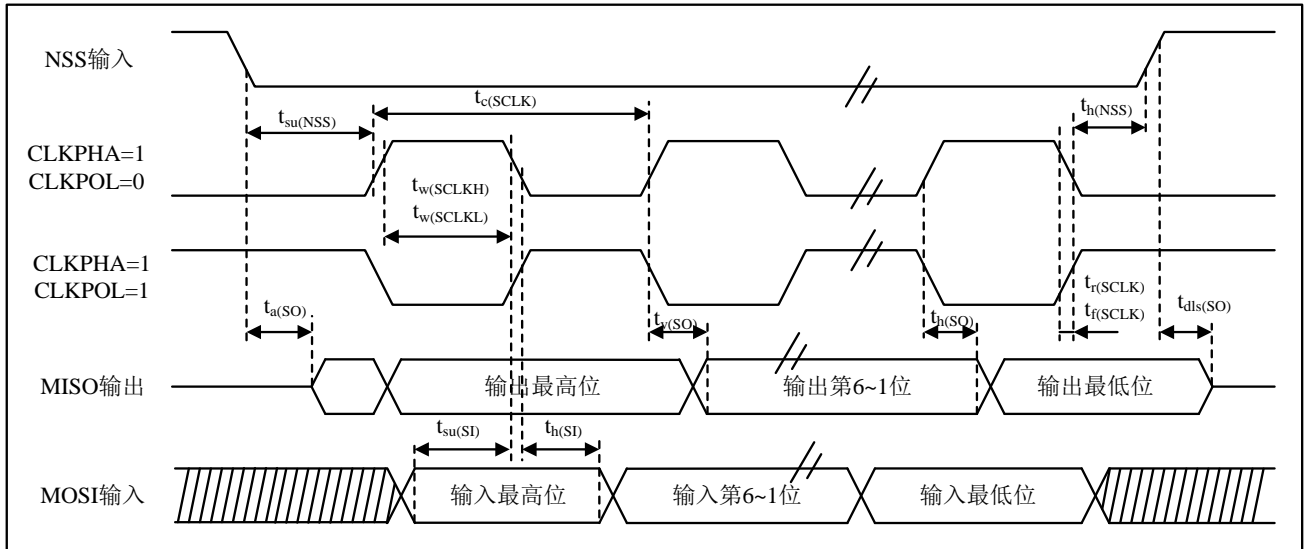 NSS输入
tsu(NSS)
tc(SCLK)
th(NSS)
CLKPHA=1
CLKPOL=0
tw(SCLKH)
tw(SCLKL)
CLKPHA=1
CLKPOL=1
ta(SO)
tv(SO)
th(SO)
tr(SCLK)
tf(SCLK)
tdls(SO)
MISO输出
输出最高位
输出第6~1位
输出最低位
tsu(SI)
th(SI)
MOSI输入
输入最高位
输入第6~1位
输入最低位